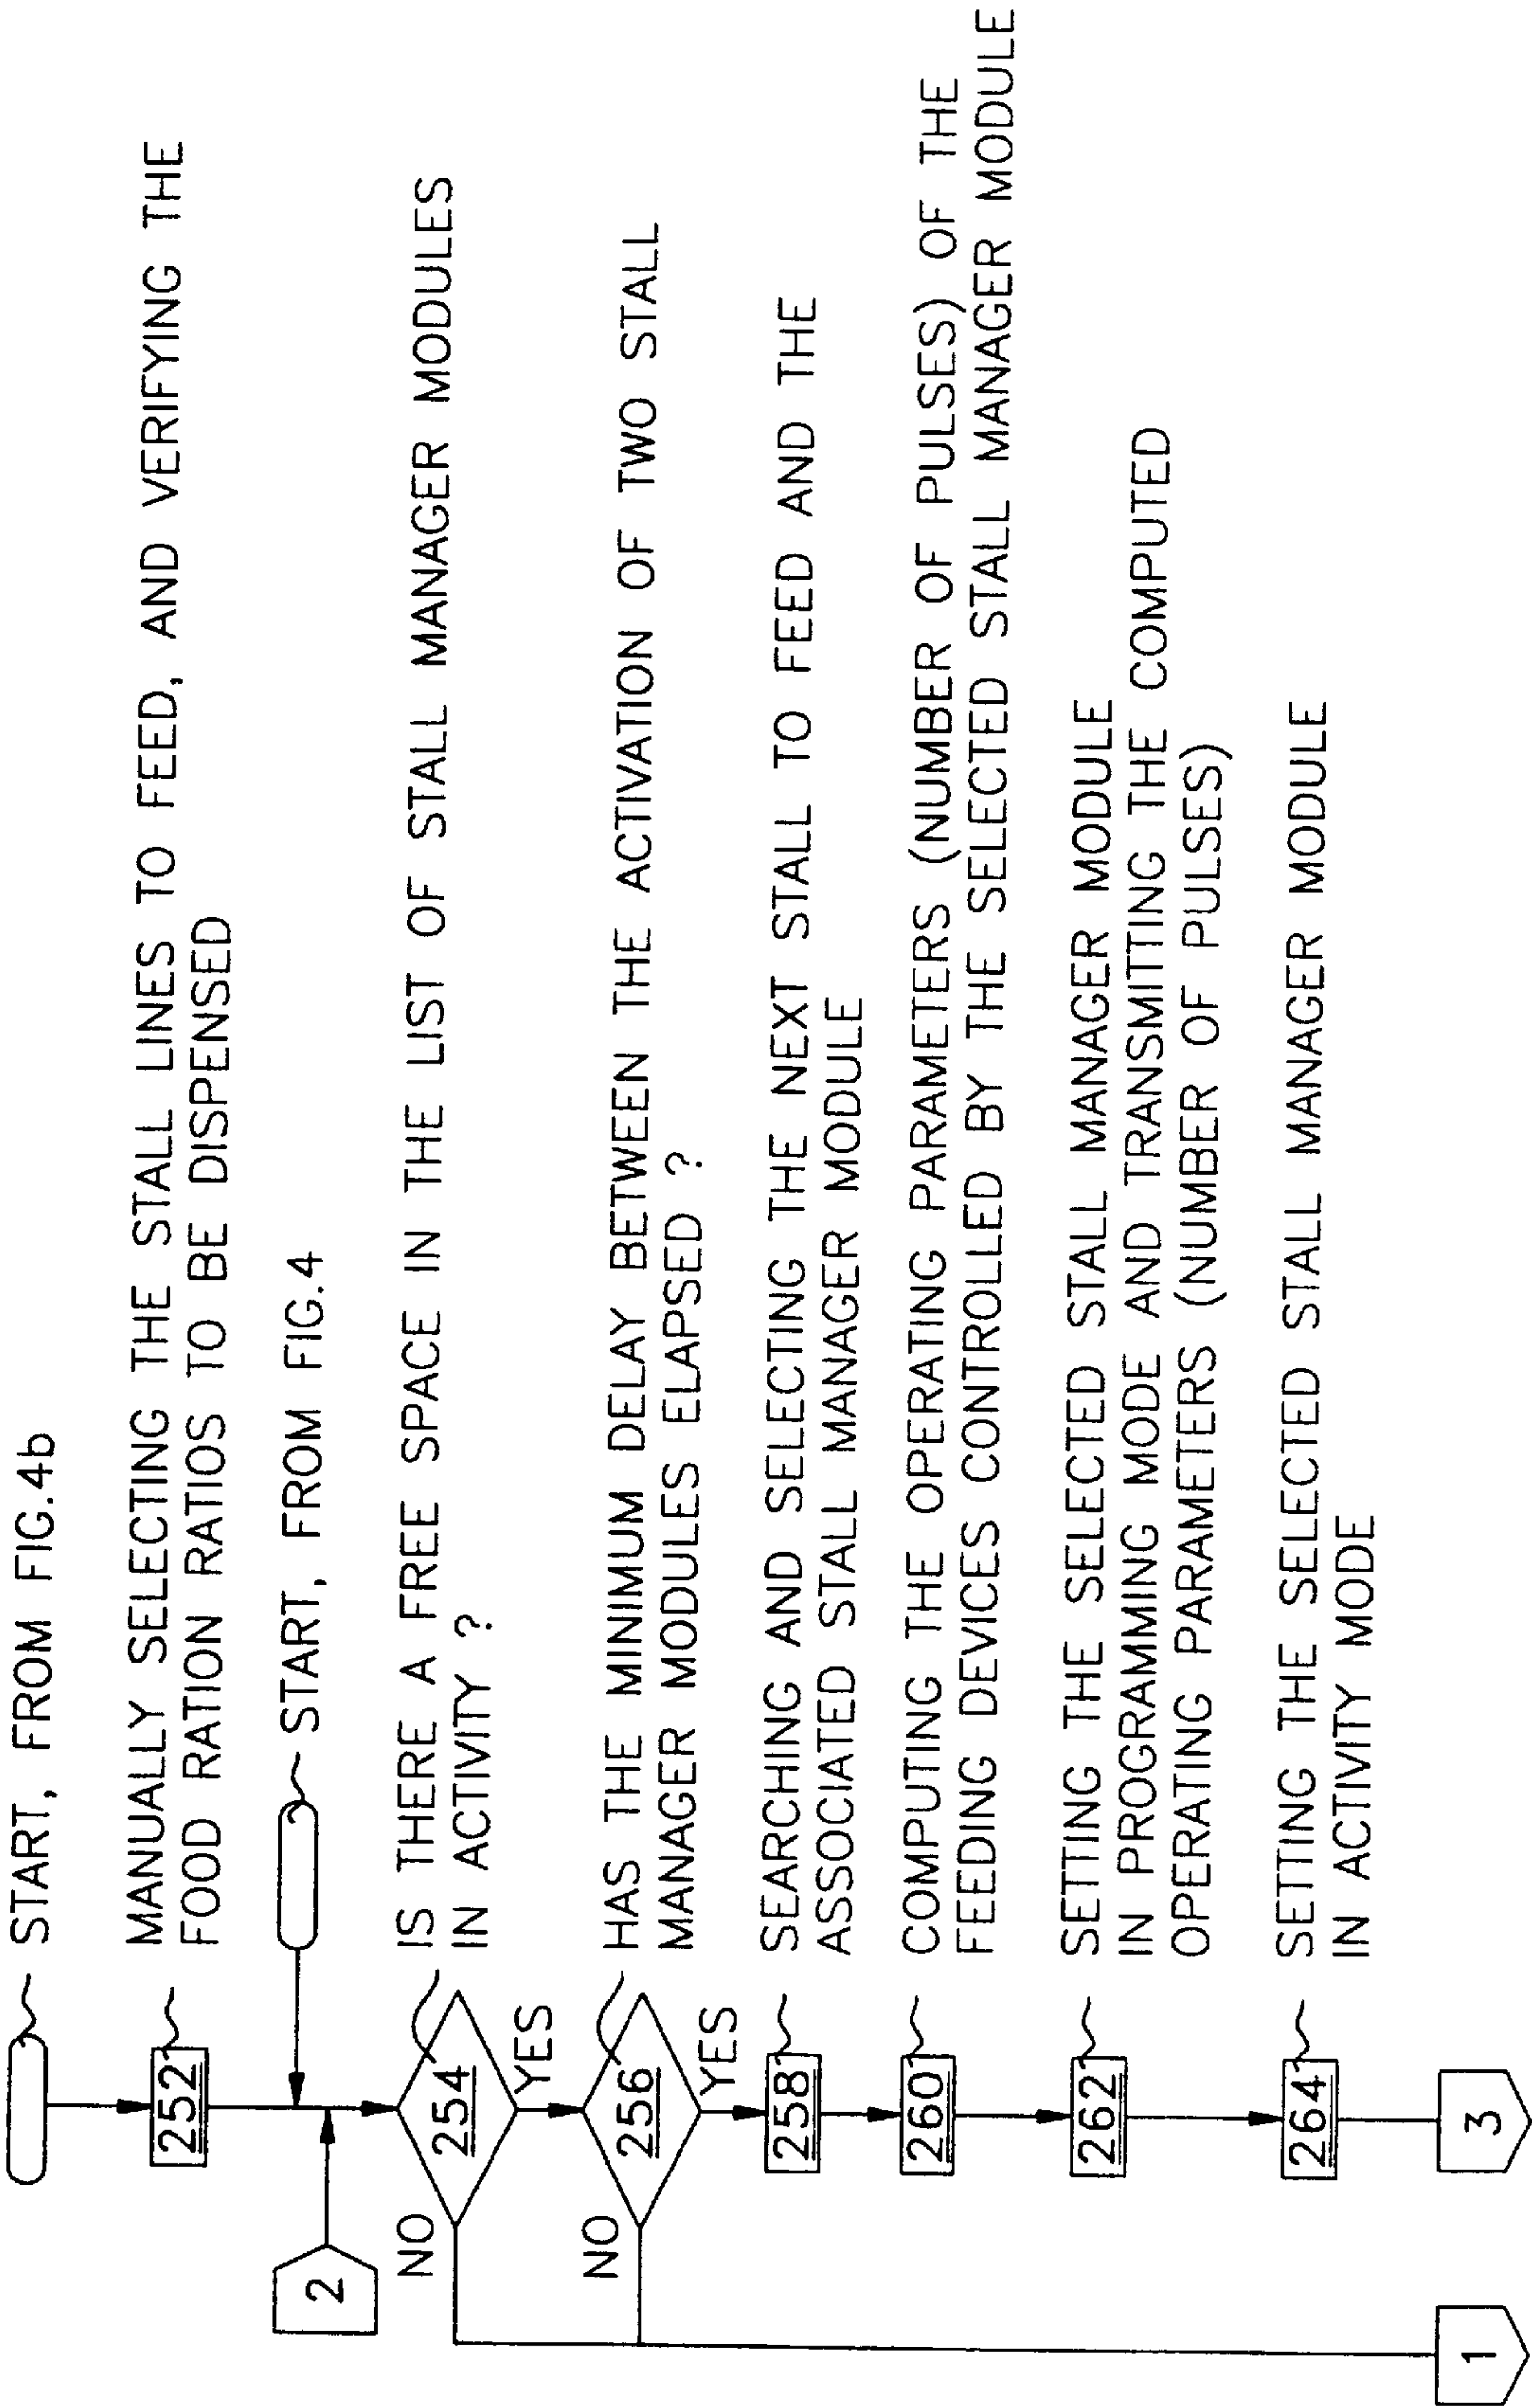 START, FROM FIG.4b
252
MANUALLY SELECTING THE STALL LINES TO FEED, AND VERIFYING THE
FOOD RATION RATIOS TO BE DISPENSED
START, FROM FIG.4
2
254
IS THERE A FREE SPACE IN THE LIST OF STALL MANAGER MODULES
IN ACTIVITY ?
NO
YES
256
HAS THE MINIMUM DELAY BETWEEN THE ACTIVATION OF TWO STALL
MANAGER MODULES ELAPSED ?
NO
YES
258
SEARCHING AND SELECTING THE NEXT STALL TO FEED AND THE
ASSOCIATED STALL MANAGER MODULE
260
COMPUTING THE OPERATING PARAMETERS (NUMBER OF PULSES) OF THE
FEEDING DEVICES CONTROLLED BY THE SELECTED STALL MANAGER MODULE
262
SETTING THE SELECTED STALL MANAGER MODULE
IN PROGRAMMING MODE AND TRANSMITTING THE COMPUTED
OPERATING PARAMETERS (NUMBER OF PULSES)
264
SETTING THE SELECTED STALL MANAGER MODULE
IN ACTIVITY MODE
1
3